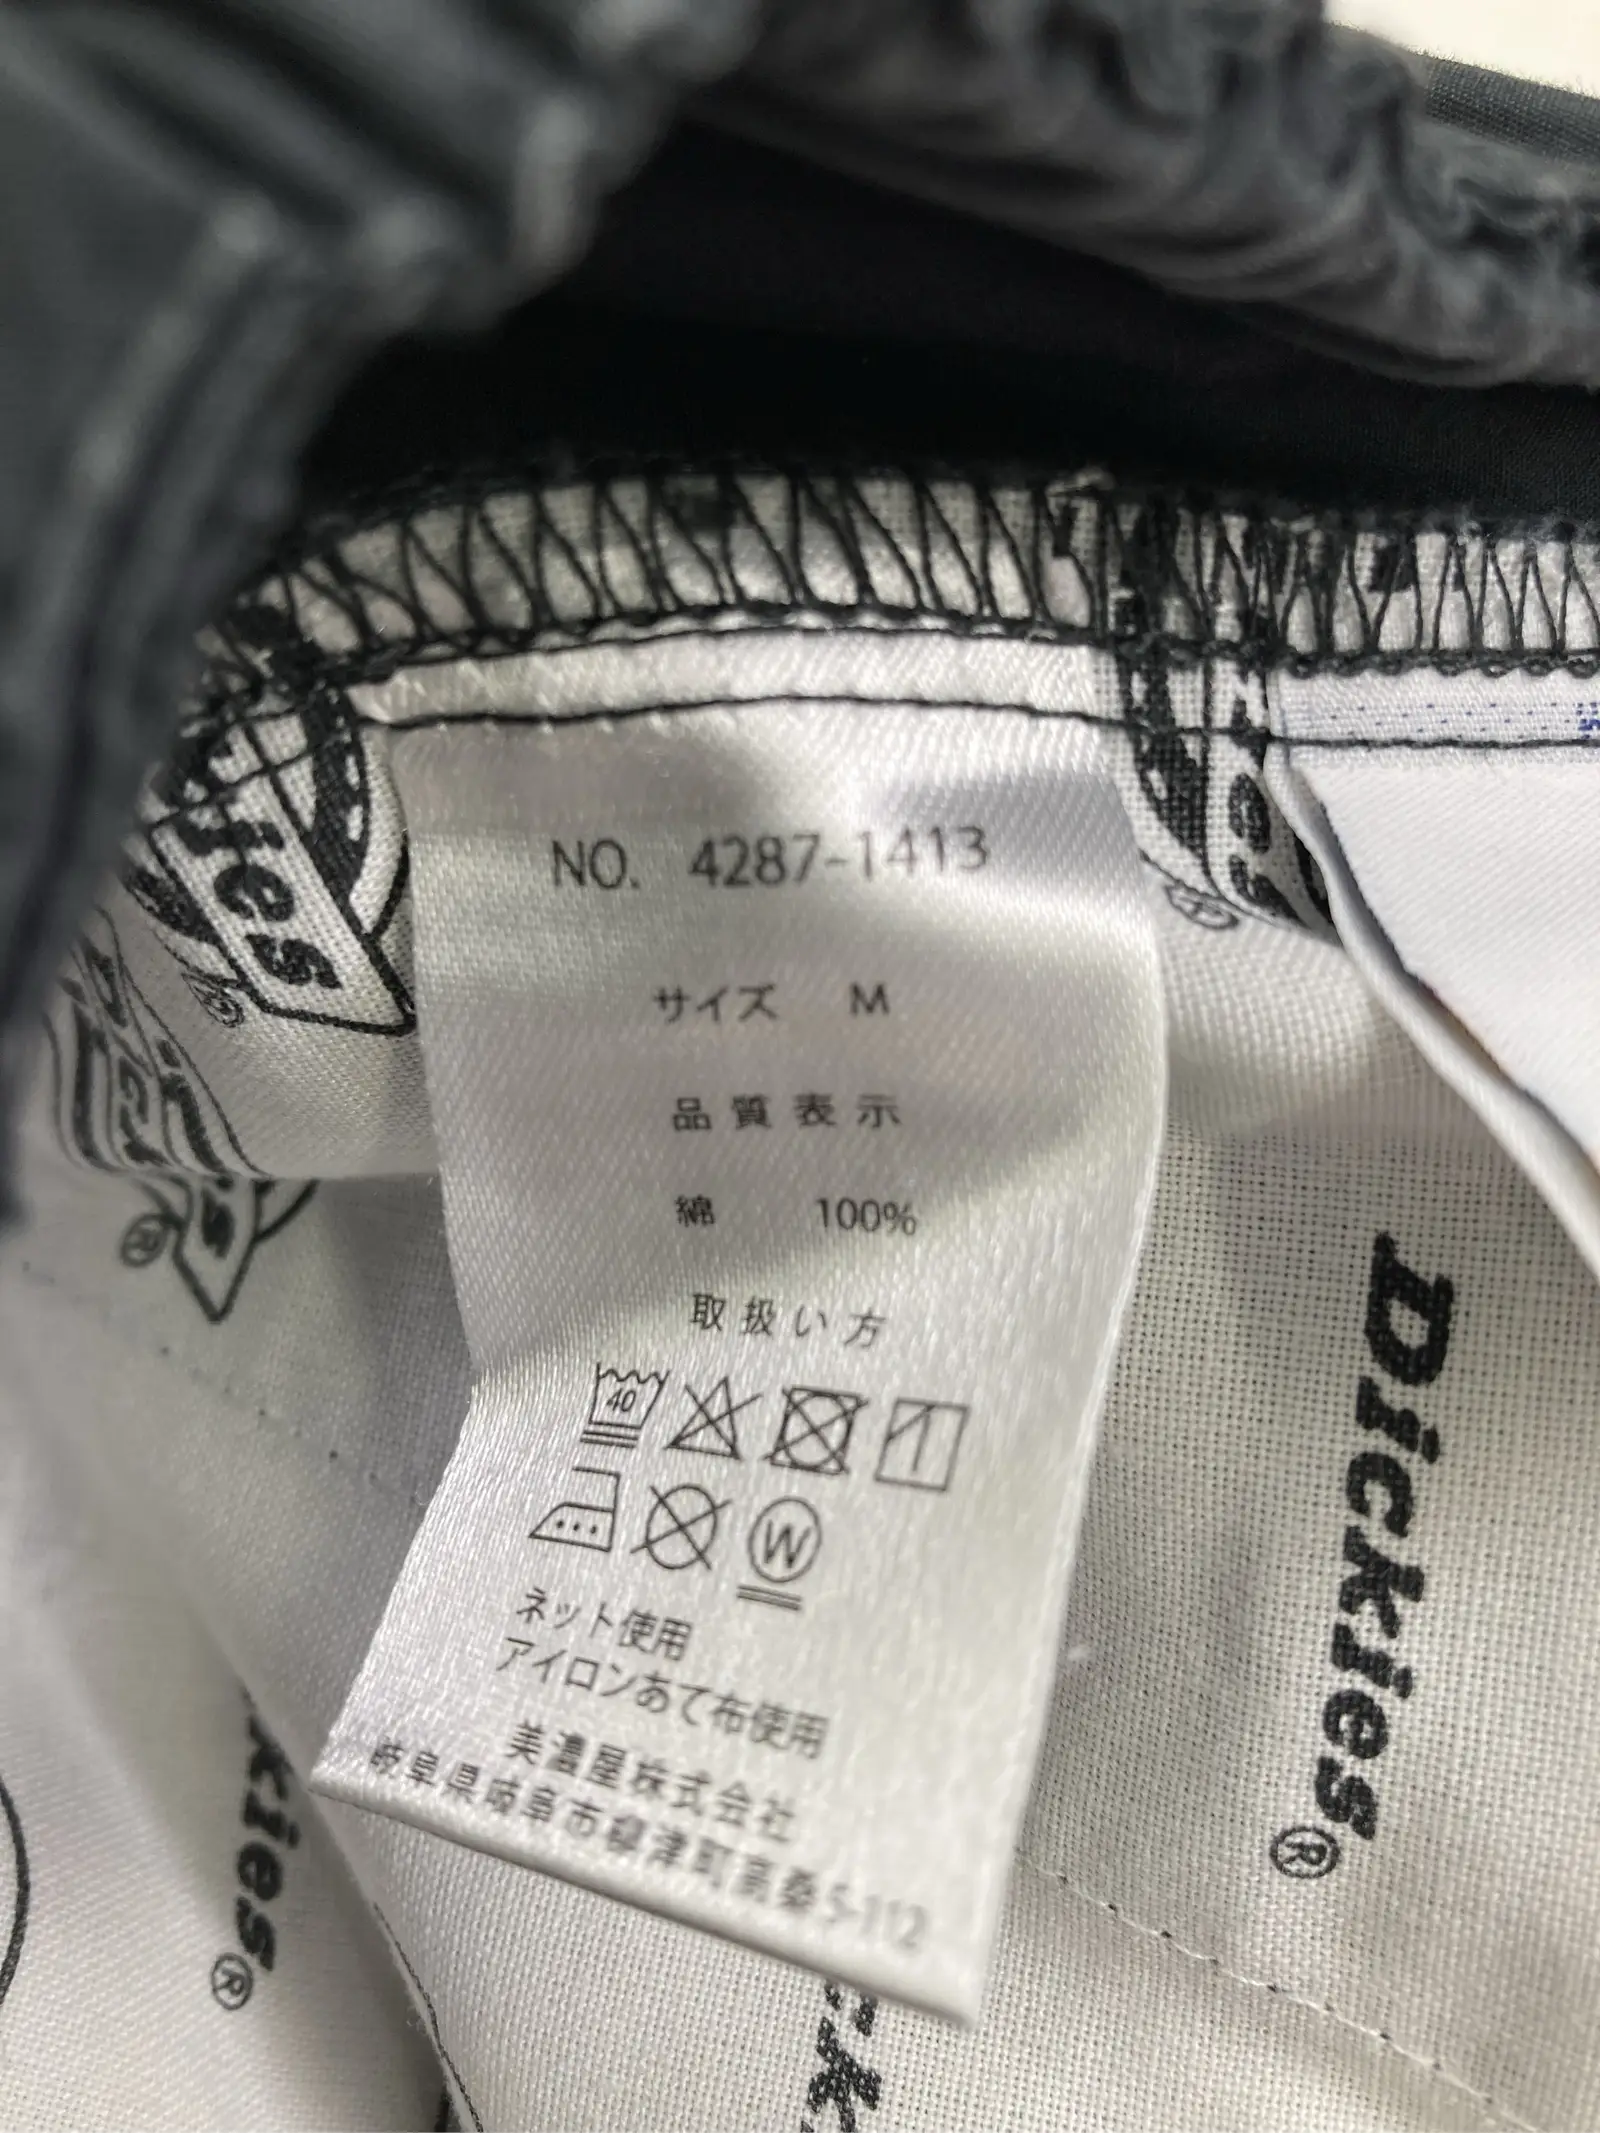 NO. 4287-1413
サイズ M
品質表示
綿 100%
取扱い方
40
W
ネット使用
アイロンあて布使用
美濃屋株式会社
岐阜県岐阜市柳津町高桑5-112
Dickies®
kies®
ies
®